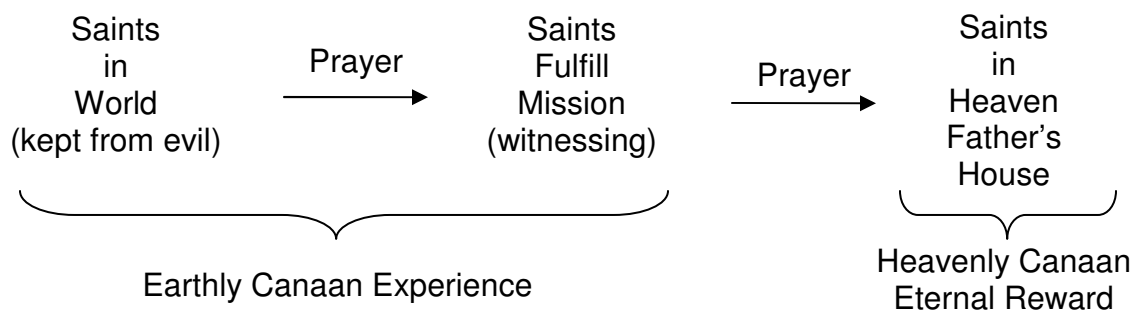 Saints
in
World
(kept from evil)
Prayer
Saints
Fulfill
Mission
(witnessing)
Prayer
Saints
in
Heaven
Father's
House
Earthly Canaan Experience
Heavenly Canaan
Eternal Reward